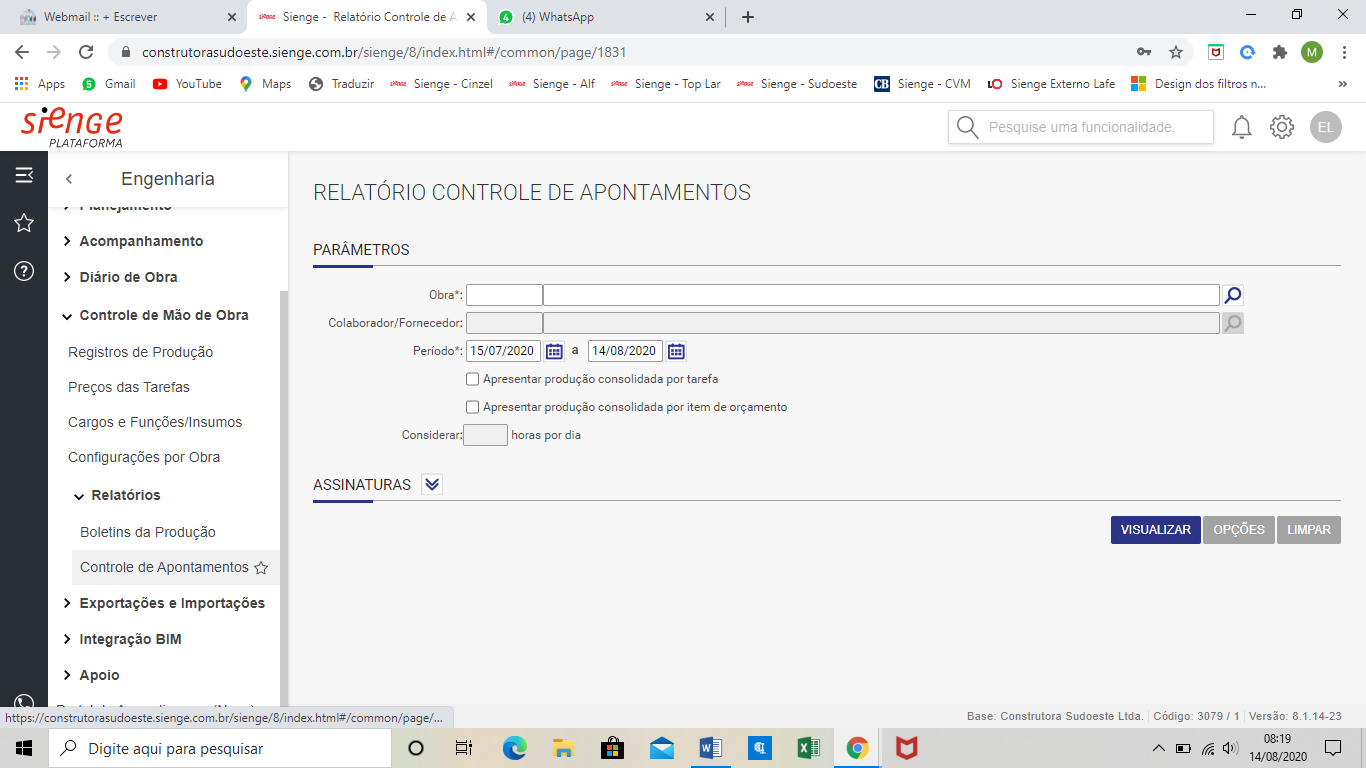 Webmail :: + Escrever
Sienge - Relatório Controle de A
(4) WhatsApp
construtorasudoeste.sienge.com.br/sienge/8/index.html#/common/page/1831
M
Apps
Gmail
YouTube
Maps
Traduzir
Sienge - Cinzel
Sienge - Alf
Sienge - Top Lar
Sienge - Sudoeste
Sienge - CVM
Sienge Externo Lafe
Design dos filtros n...
sienge
PLATAFORMA
Pesquise uma funcionalidade.
EL
Engenharia
Planejamento
Acompanhamento
Diário de Obra
Controle de Mão de Obra
Registros de Produção
Preços das Tarefas
Cargos e Funções/Insumos
Configurações por Obra
Relatórios
Boletins da Produção
Controle de Apontamentos
Exportações e Importações
Integração BIM
Apoio
RELATÓRIO CONTROLE DE APONTAMENTOS
PARÂMETROS
Obra*:
Colaborador/Fornecedor:
Período*: 15/07/2020 a 14/08/2020
Apresentar produção consolidada por tarefa
Apresentar produção consolidada por item de orçamento
Considerar: horas por dia
ASSINATURAS
VISUALIZAR OPÇÕES LIMPAR
https://construtorasudoeste.sienge.com.br/sienge/8/index.html#/common/page/...
Base: Construtora Sudoeste Ltda. | Código: 3079 / 1 | Versão: 8.1.14-23
Digite aqui para pesquisar
08:19
14/08/2020